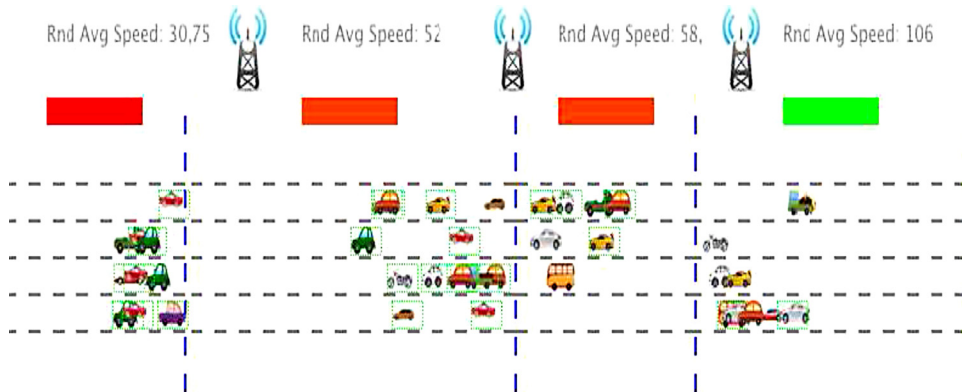 Rnd Avg Speed: 30,75
Rnd Avg Speed: 52
Rnd Avg Speed: 58,
Rnd Avg Speed: 106